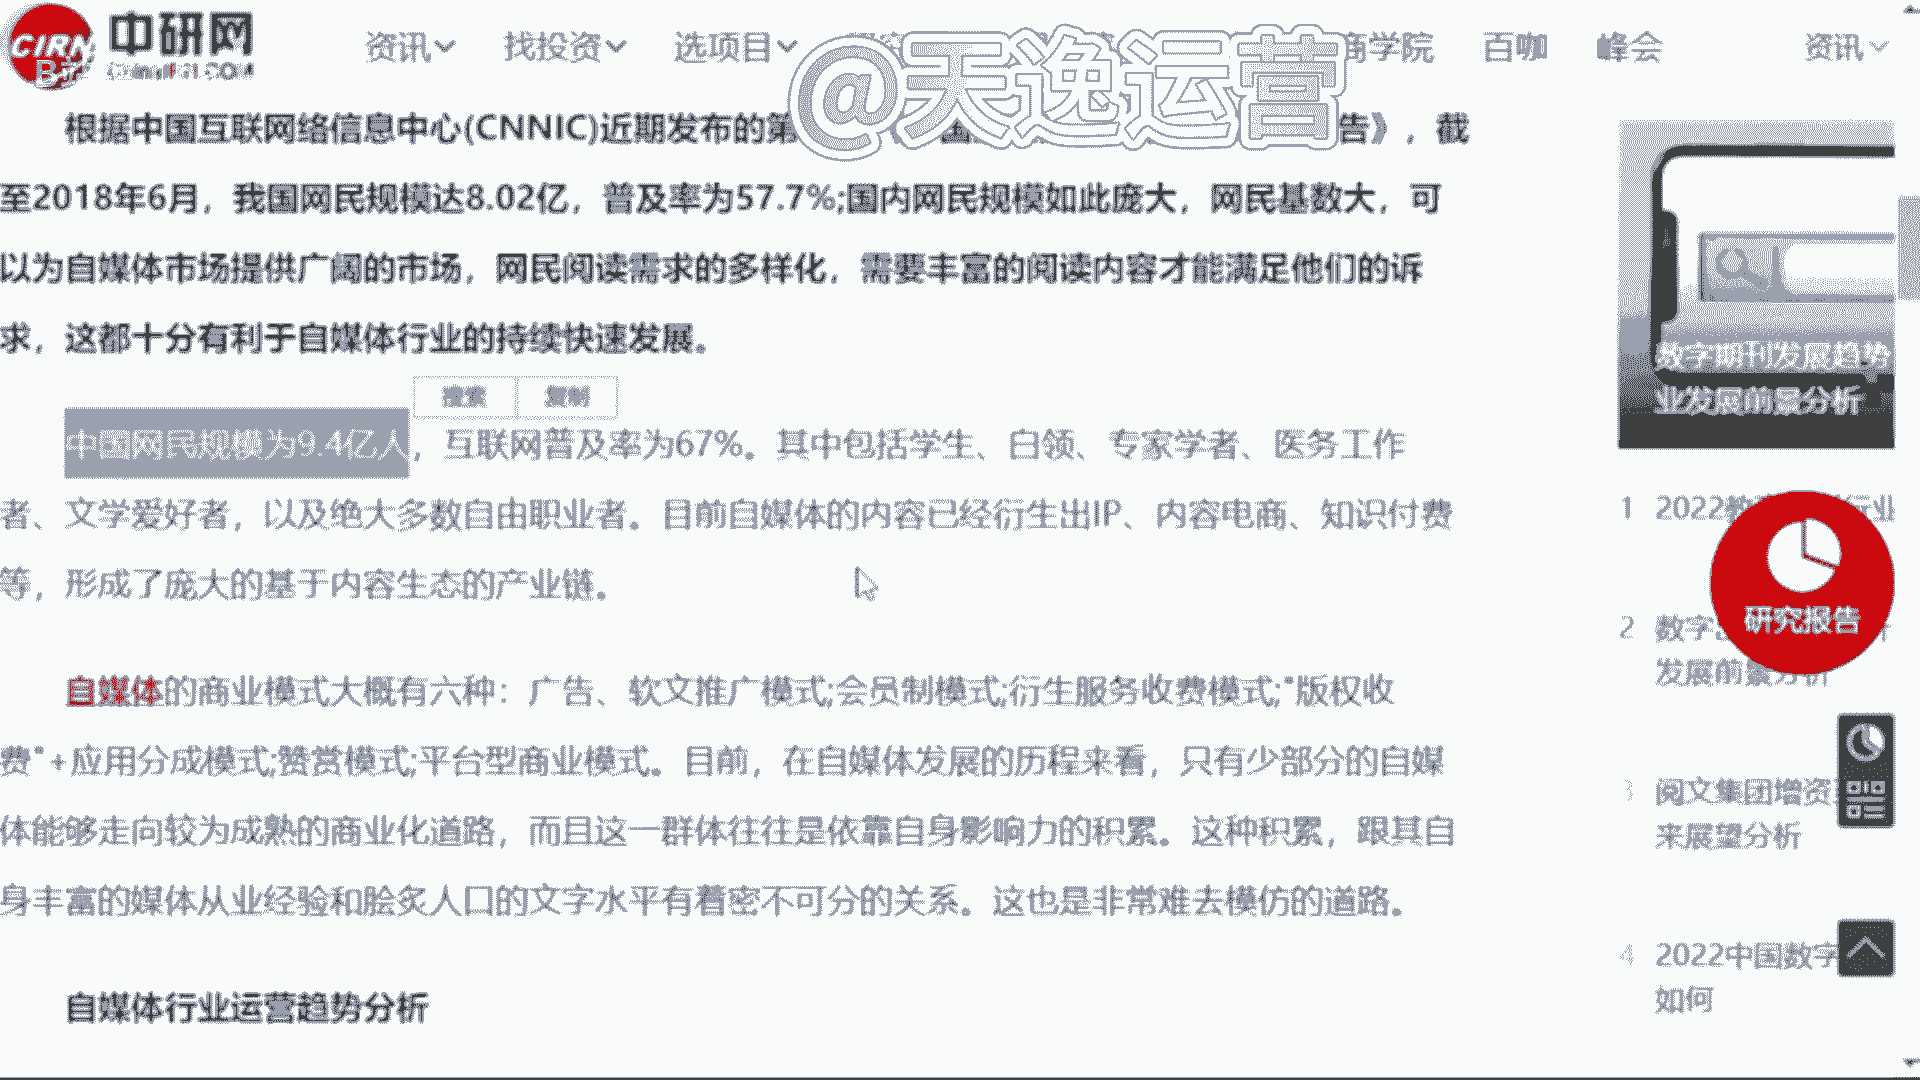 中研网
资讯 找投资 选项目 商学院 百咖 峰会 资讯
@天逸运营
根据中国互联网络信息中心(CNNIC)近期发布的第 告》，截
至2018年6月，我国网民规模达8.02亿，普及率为57.7%;国内网民规模如此庞大，网民基数大，可
以为自媒体市场提供广阔的市场，网民阅读需求的多样化，需要丰富的阅读内容才能满足他们的诉
求，这都十分有利于自媒体行业的持续快速发展。
搜索 复制
中国网民规模为9.4亿人，互联网普及率为67%。其中包括学生、白领、专家学者、医务工作
者、文学爱好者，以及绝大多数自由职业者。目前自媒体的内容已经衍生出IP、内容电商、知识付费
等，形成了庞大的基于内容生态的产业链。
自媒体的商业模式大概有六种：广告、软文推广模式;会员制模式;衍生服务收费模式;"版权收
费"+应用分成模式;赞赏模式;平台型商业模式。目前，在自媒体发展的历程来看，只有少部分的自媒
体能够走向较为成熟的商业化道路，而且这一群体往往是依靠自身影响力的积累。这种积累，跟其自
身丰富的媒体从业经验和脍炙人口的文字水平有着密不可分的关系。这也是非常难去模仿的道路。
自媒体行业运营趋势分析
数字期刊发展趋势
业发展前景分析
1 2022 行业
研究报告
2 数字
发展前景分析
3 阅文集团增资
来展望分析
4 2022中国数字
如何